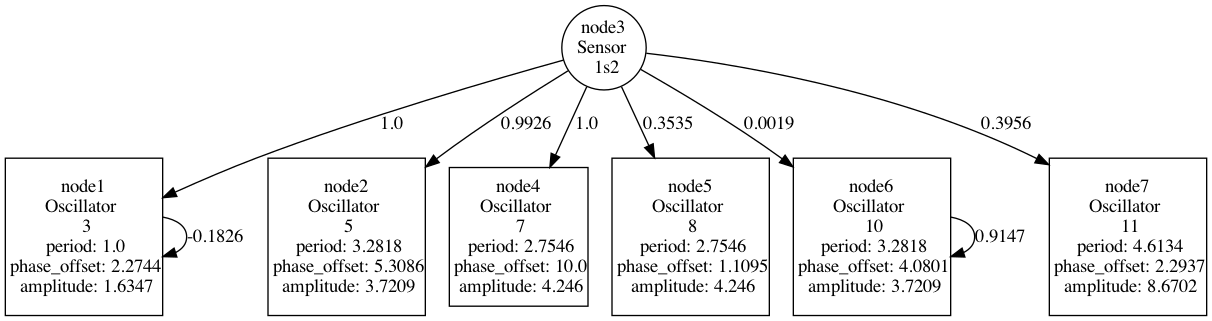 node3
Sensor
1s2
1.0
0.9926
1.0
0.3535
0.0019
0.3956
node1
Oscillator
3
period: 1.0
phase_offset: 2.2744
amplitude: 1.6347
-0.1826
node2
Oscillator
5
period: 3.2818
phase_offset: 5.3086
amplitude: 3.7209
node4
Oscillator
7
period: 2.7546
phase_offset: 10.0
amplitude: 4.246
node5
Oscillator
8
period: 2.7546
phase_offset: 1.1095
amplitude: 4.246
node6
Oscillator
10
period: 3.2818
phase_offset: 4.0801
amplitude: 3.7209
0.9147
node7
Oscillator
11
period: 4.6134
phase_offset: 2.2937
amplitude: 8.6702